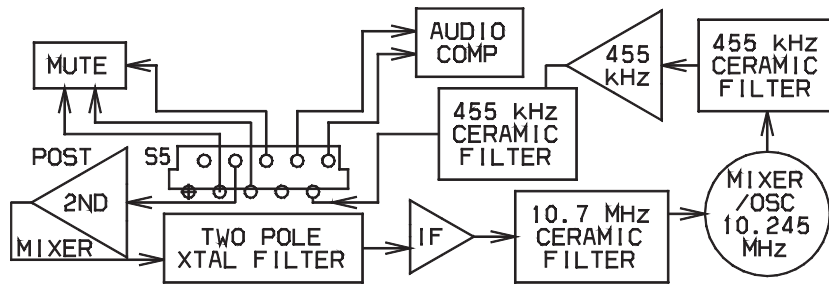 MUTE
AUDIO
COMP
455
kHz
455 kHz
CERAMIC
FILTER
455 kHz
CERAMIC
FILTER
S5
POST
2ND
MIXER
TWO POLE
XTAL FILTER
IF
10.7 MHz
CERAMIC
FILTER
MIXER
/OSC
10.245
MHz